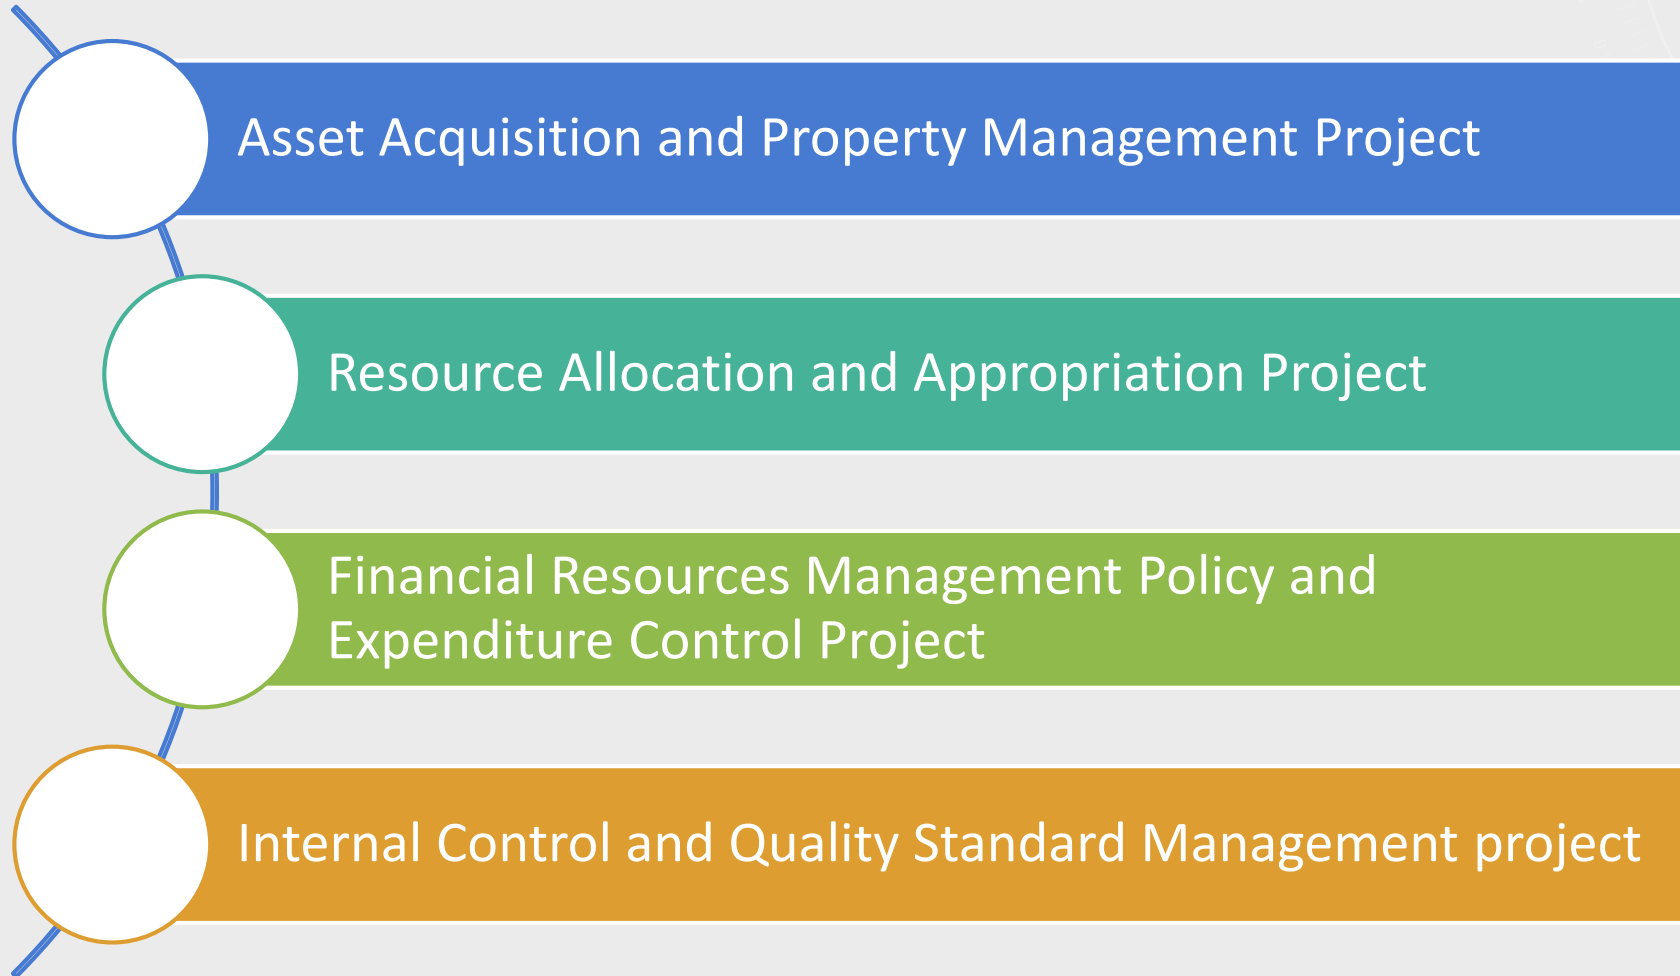 Asset Acquisition and Property Management Project
Resource Allocation and Appropriation Project
Financial Resources Management Policy and
Expenditure Control Project
Internal Control and Quality Standard Management project